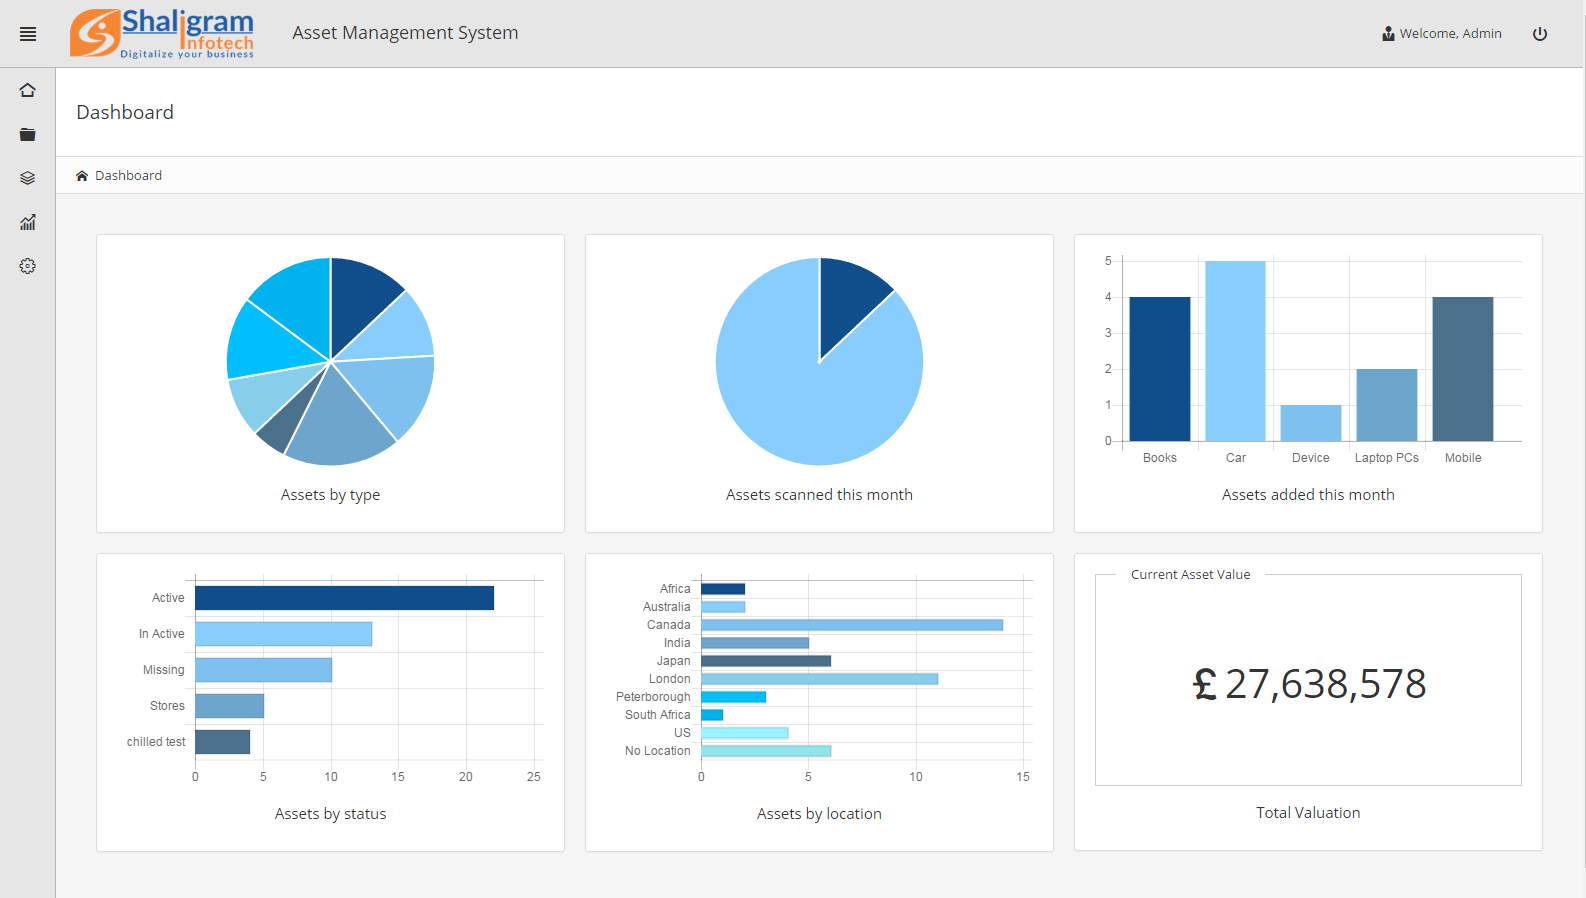 Shaligram
Infotech
Digitalize your business
Asset Management System
Welcome, Admin
Dashboard
Dashboard
Assets by type
Assets scanned this month
5
4
3
2
1
0
Books Car Device Laptop PCs Mobile
Assets added this month
Active
In Active
Missing
Stores
chilled test
0 5 10 15 20 25
Assets by status
Africa
Australia
Canada
India
Japan
London
Peterborough
South Africa
US
No Location
0 5 10 15
Assets by location
Current Asset Value
£ 27,638,578
Total Valuation